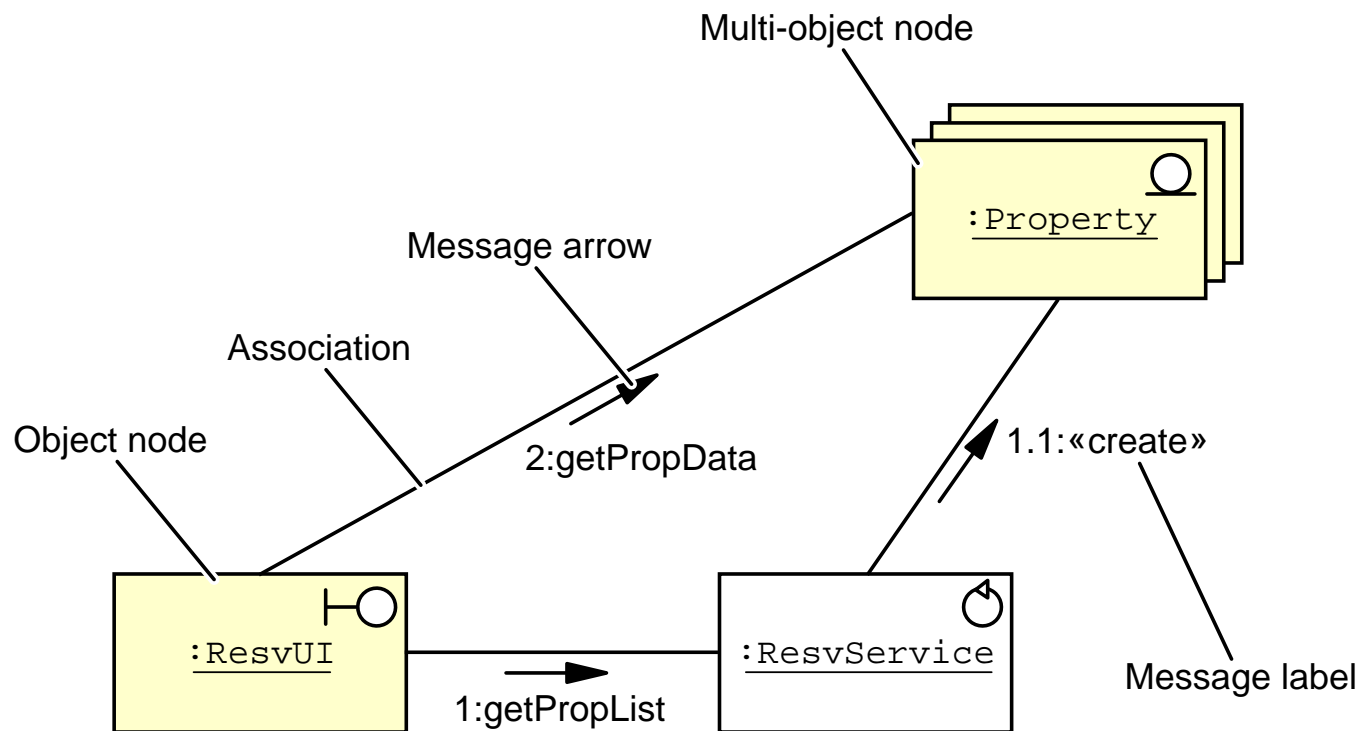 Multi-object node
:Property
Message arrow
Association
Object node
2:getPropData
1.1:«create»
:ResvUI
:ResvService
1:getPropList
Message label